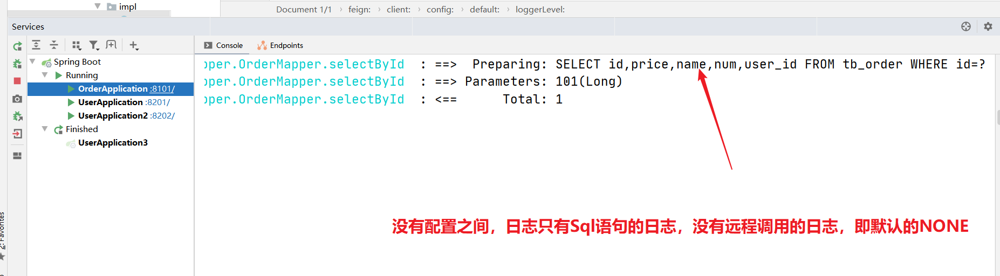 impl
Document 1/1 › feign: › client: › config: › default: › loggerLevel:
Services
Console Endpoints
Spring Boot
Running
OrderApplication :8101/
UserApplication :8201/
UserApplication2 :8202/
Finished
UserApplication3
pper.OrderMapper.selectById : ==> Preparing: SELECT id,price,name,num,user_id FROM tb_order WHERE id=?
pper.OrderMapper.selectById : ==> Parameters: 101(Long)
pper.OrderMapper.selectById : <== Total: 1
没有配置之间，日志只有Sql语句的日志，没有远程调用的日志，即默认的NONE
2: Favorites